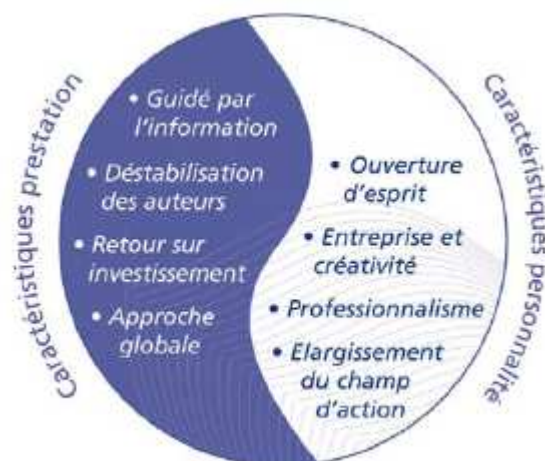 Caractéristiques prestation
• Guidé par
l'information
• Déstabilisation
des auteurs
• Retour sur
investissement
• Approche
globale
• Ouverture
d'esprit
• Entreprise et
créativité
• Professionnalisme
• Elargissement
du champ
d'action
Caractéristiques personnalité